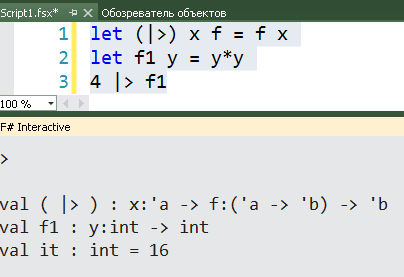 Script1.fsx* Обозреватель объектов
1 let (|>) x f = f x
2 let f1 y = y*y
3 4 |> f1
100 %
F# Interactive
>
val ( |> ) : x:'a -> f:('a -> 'b) -> 'b
val f1 : y:int -> int
val it : int = 16